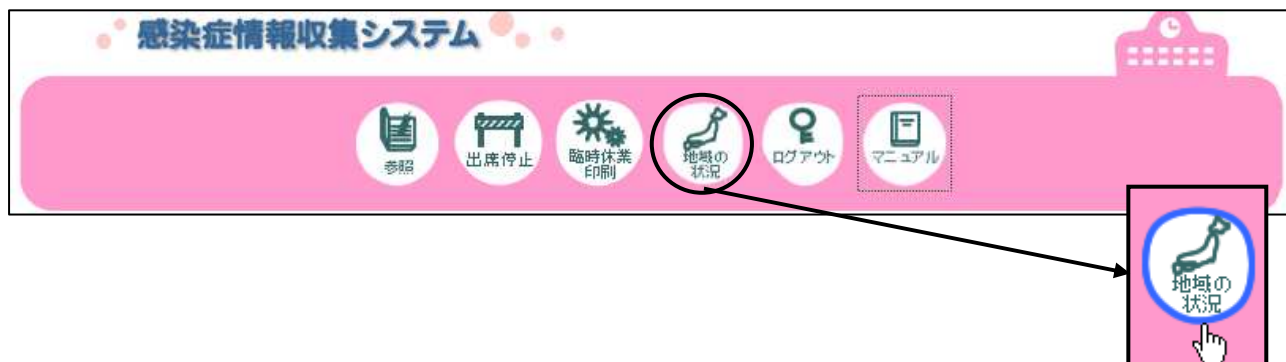 感染症情報収集システム
参照
出席停止
臨時休業
印刷
地域の
状況
ログアウト
マニュアル
地域の
状況